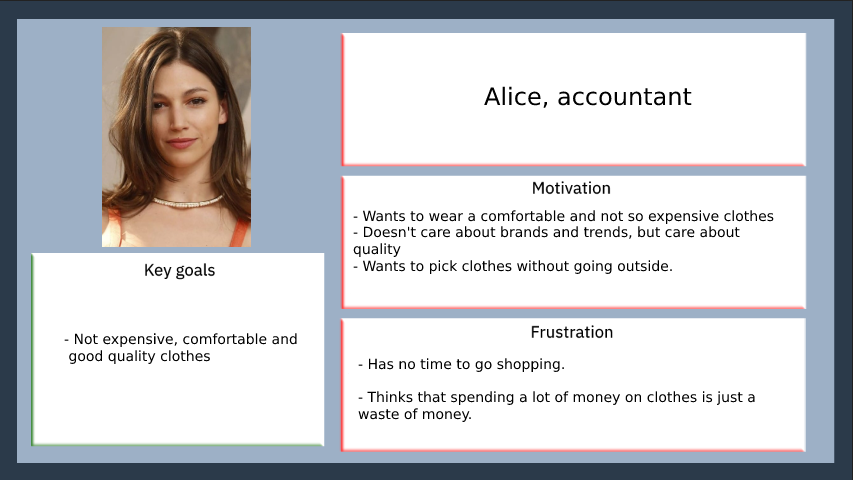 Alice, accountant
Motivation
- Wants to wear a comfortable and not so expensive clothes
- Doesn't care about brands and trends, but care about
quality
- Wants to pick clothes without going outside.
Key goals
- Not expensive, comfortable and
good quality clothes
Frustration
- Has no time to go shopping.
- Thinks that spending a lot of money on clothes is just a
waste of money.